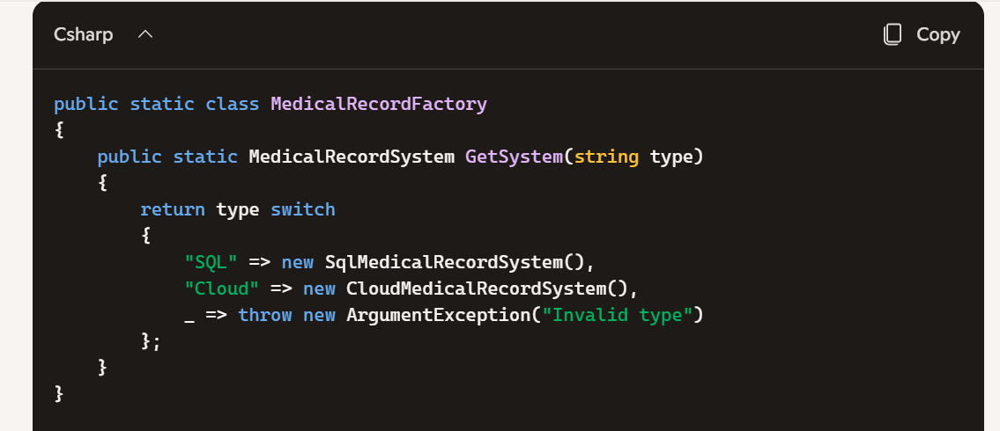 Csharp
Copy
public static class MedicalRecordFactory
{
    public static MedicalRecordSystem GetSystem(string type)
    {
        return type switch
        {
            "SQL" => new SqlMedicalRecordSystem(),
            "Cloud" => new CloudMedicalRecordSystem(),
            _ => throw new ArgumentException("Invalid type")
        };
    }
}